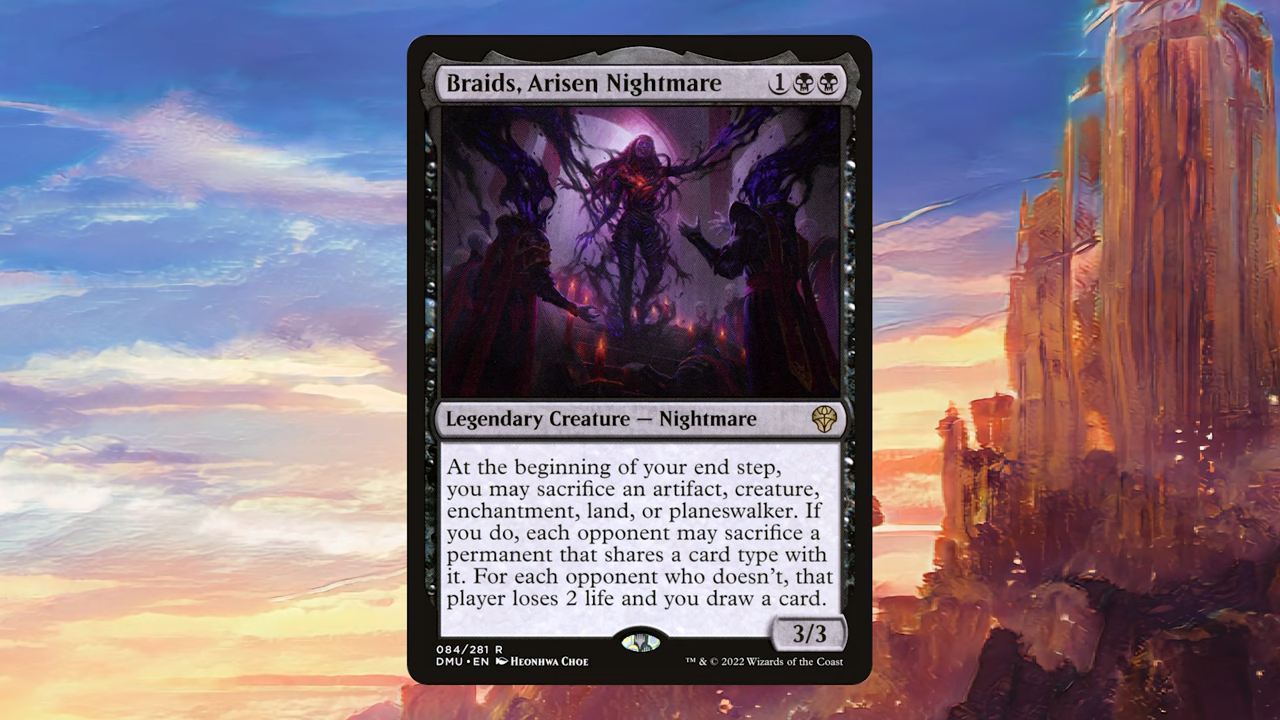 Braids, Arisen Nightmare 1
Legendary Creature — Nightmare
At the beginning of your end step,
you may sacrifice an artifact, creature,
enchantment, land, or planeswalker. If
you do, each opponent may sacrifice a
permanent that shares a card type with
it. For each opponent who doesn't, that
player loses 2 life and you draw a card.
3/3
084/281 R
DMU • EN Heonhwa Choe
™ & © 2022 Wizards of the Coast